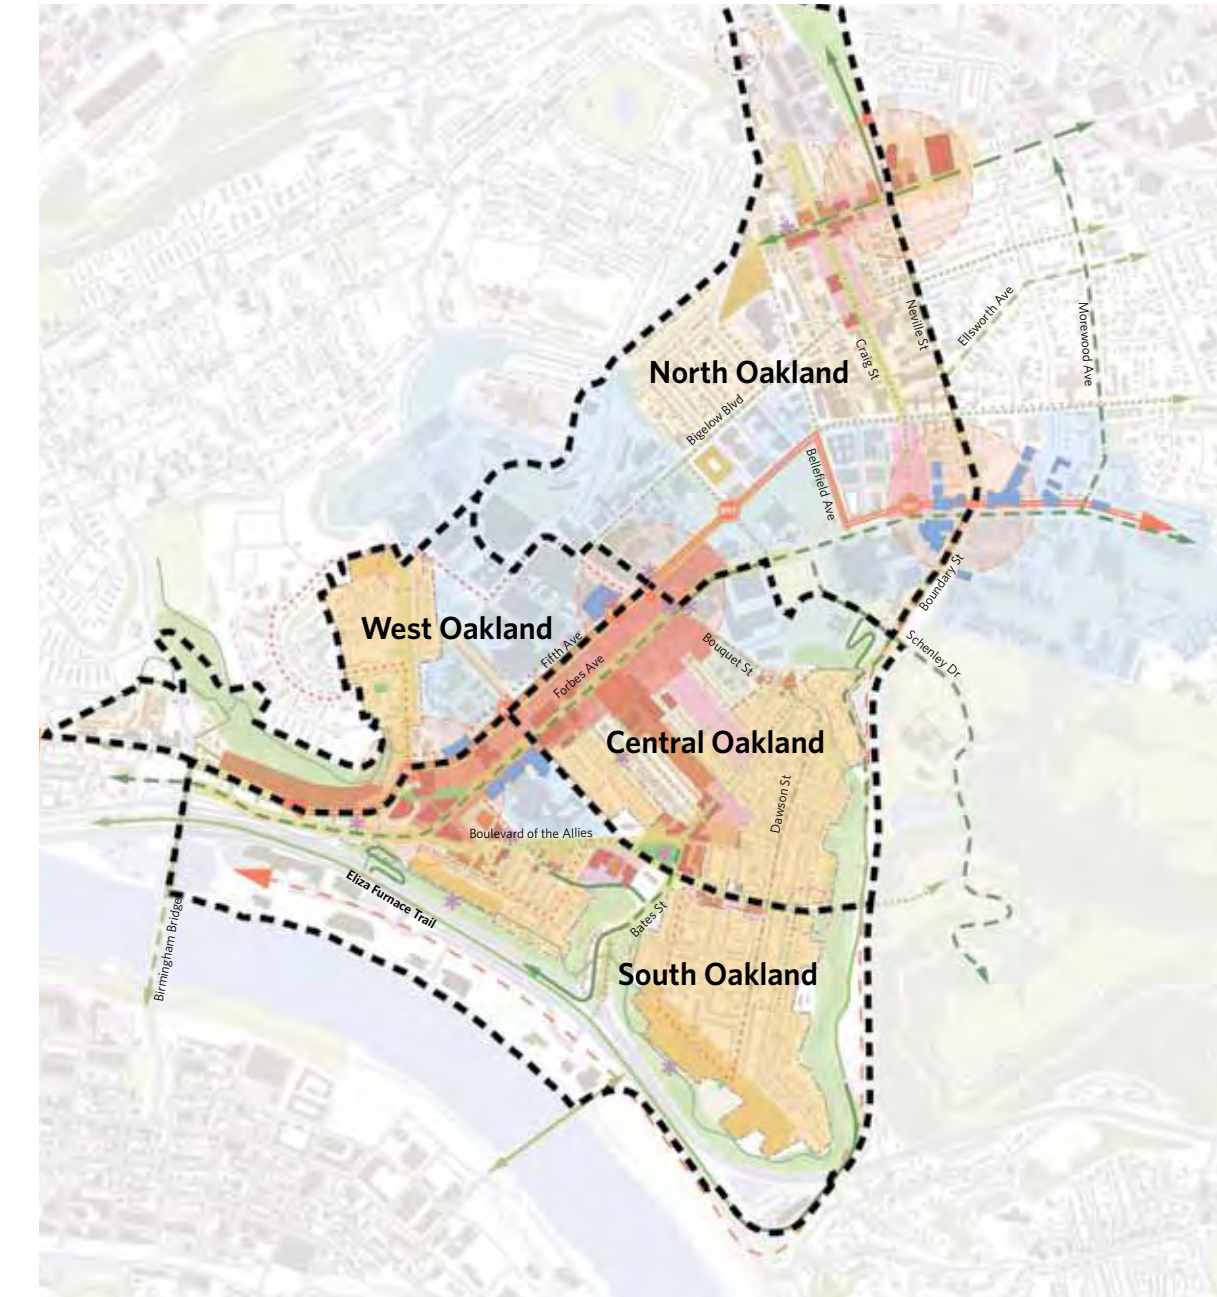 Neville St
Ellsworth Ave
Morewood Ave
Craig St
North Oakland
Bigelow Blvd
Bellefield Ave
Boundary St
West Oakland
Fifth Ave
Forbes Ave
Bouquet St
Schenley Dr
Central Oakland
Dawson St
Boulevard of the Allies
Eliza Furnace Trail
Bates St
Birmingham Bridge
South Oakland